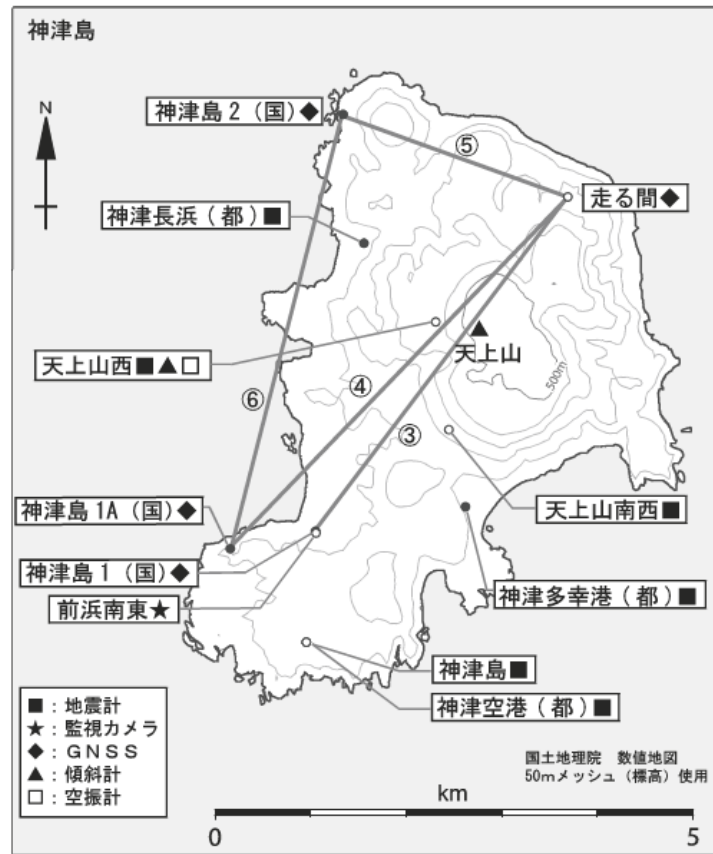 神津島
N
神津島2（国）◆
⑤
走る間◆
神津長浜（都）■
天上山
天上山西■▲□
500m
⑥
④
③
神津島1A（国）◆
天上山南西■
神津島1（国）◆
前浜南東★
神津多幸港（都）■
神津島■
神津空港（都）■
■：地震計
★：監視カメラ
◆：GNSS
▲：傾斜計
□：空振計
国土地理院　数値地図
50mメッシュ（標高）使用
km
0
5